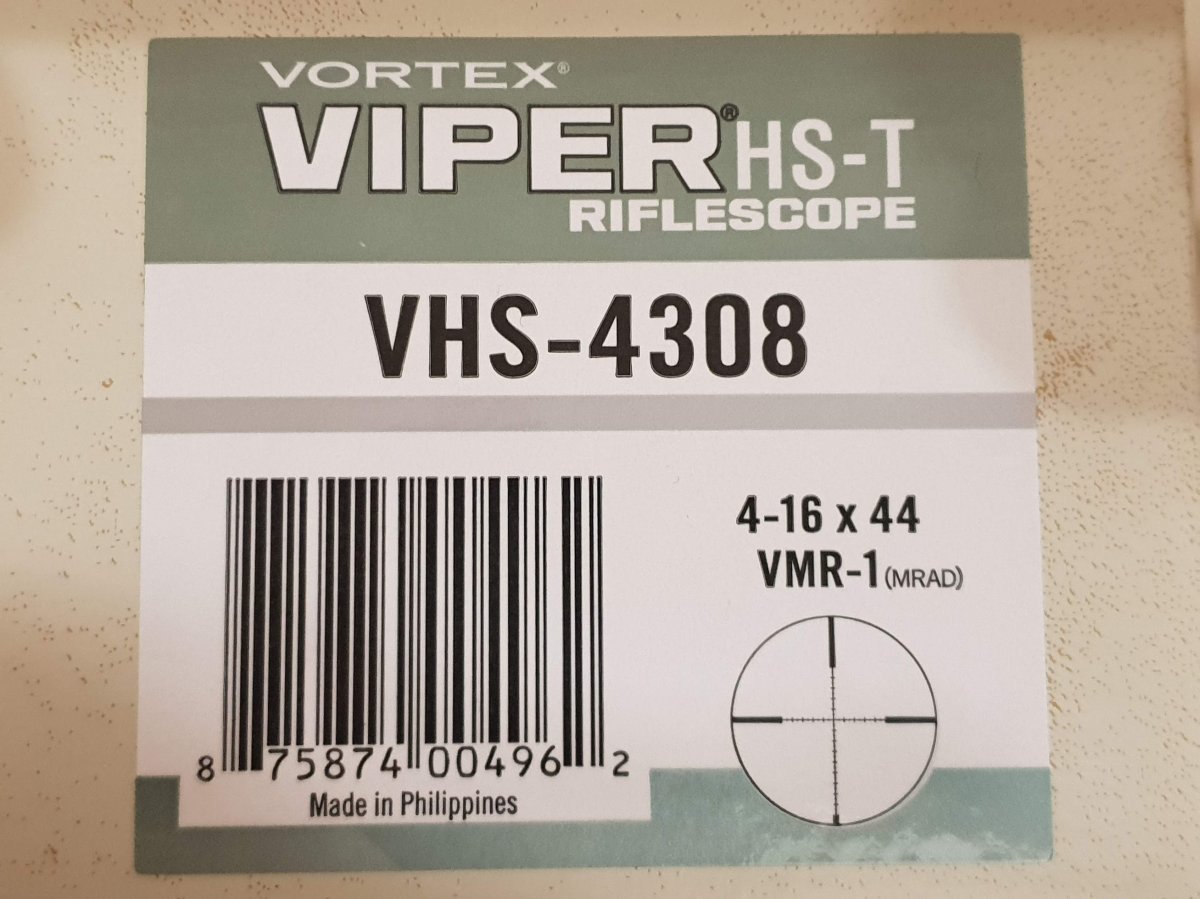 VORTEX®
VIPER® HS-T
RIFLESCOPE
VHS-4308
4-16 x 44
VMR-1 (MRAD)
8 75874 00496 2
Made in Philippines